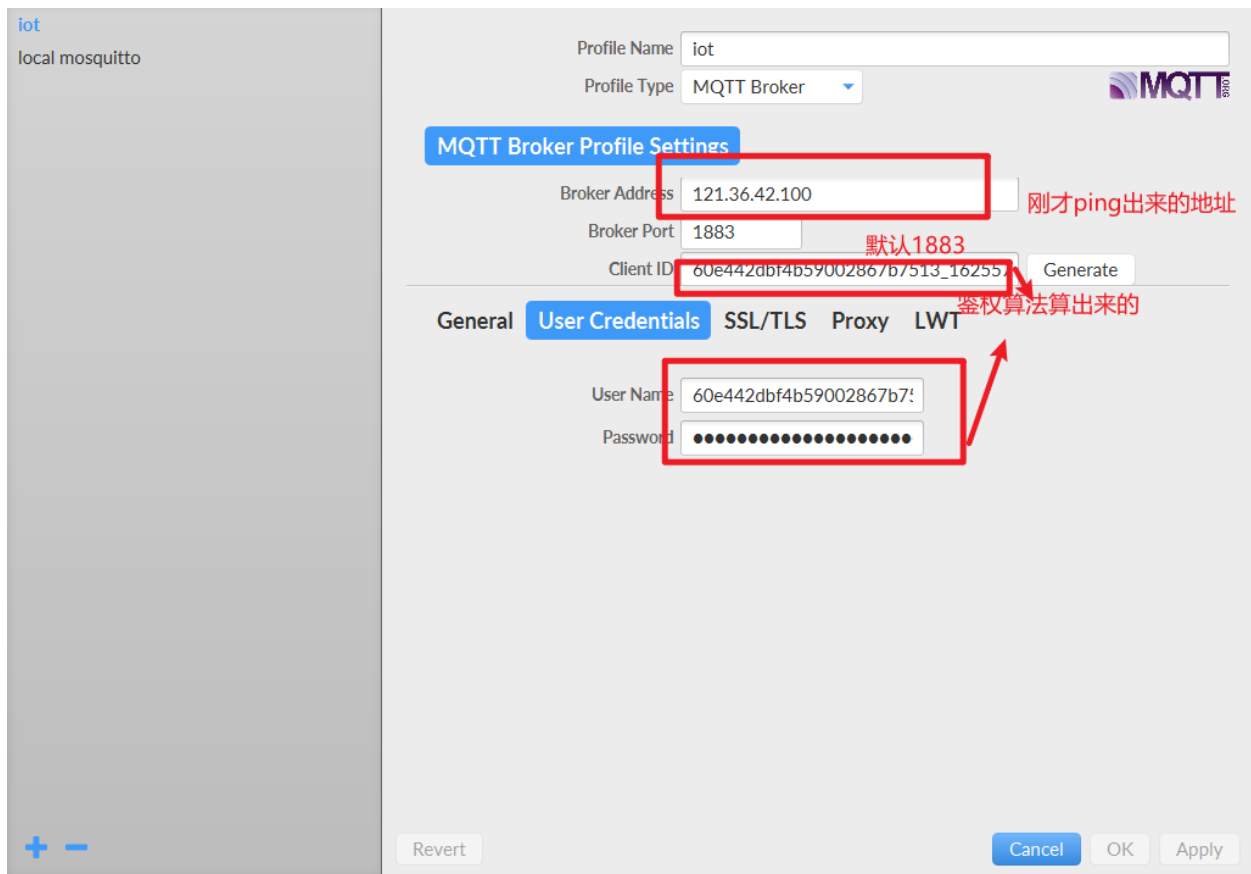 iot
local mosquitto
Profile Name iot
Profile Type MQTT Broker
MQTT.ORG
MQTT Broker Profile Settings
Broker Address 121.36.42.100
刚才ping出来的地址
Broker Port 1883
默认1883
Client ID 60e442dbf4b59002867b7513_162557 Generate
鉴权算法算出来的
General User Credentials SSL/TLS Proxy LWT
User Name 60e442dbf4b59002867b75
Password ●●●●●●●●●●●●●●●●●●●●
Revert Cancel OK Apply